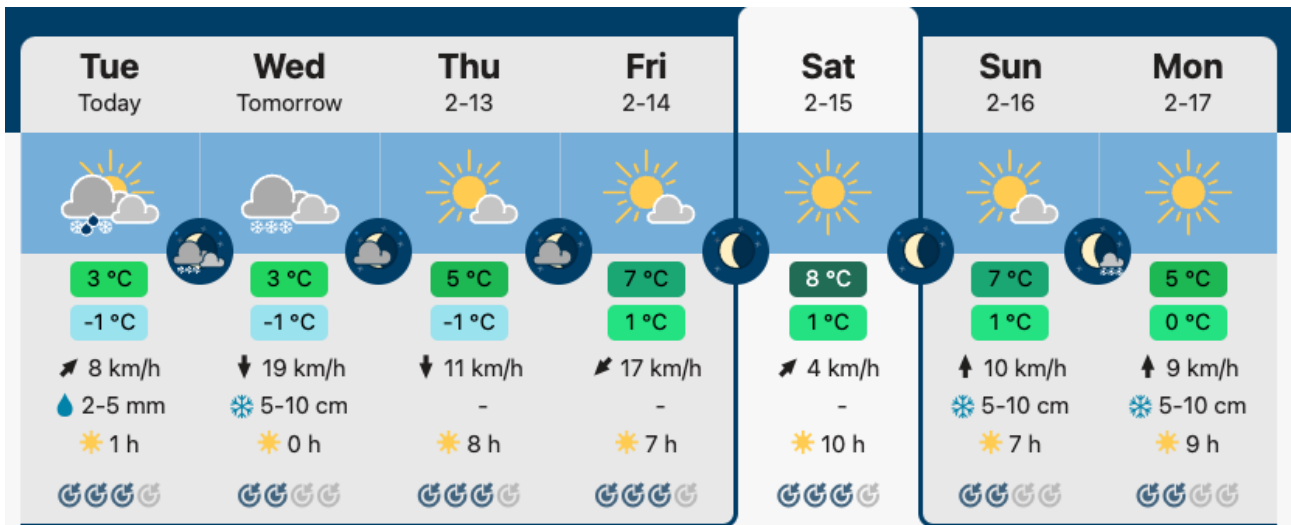 Tue Wed Thu Fri Sat Sun Mon
Today Tomorrow 2-13 2-14 2-15 2-16 2-17
3 °C 3 °C 5 °C 7 °C 8 °C 7 °C 5 °C
-1 °C -1 °C -1 °C 1 °C 1 °C 1 °C 0 °C
8 km/h 19 km/h 11 km/h 17 km/h 4 km/h 10 km/h 9 km/h
2-5 mm 5-10 cm - - - 5-10 cm 5-10 cm
1 h 0 h 8 h 7 h 10 h 7 h 9 h